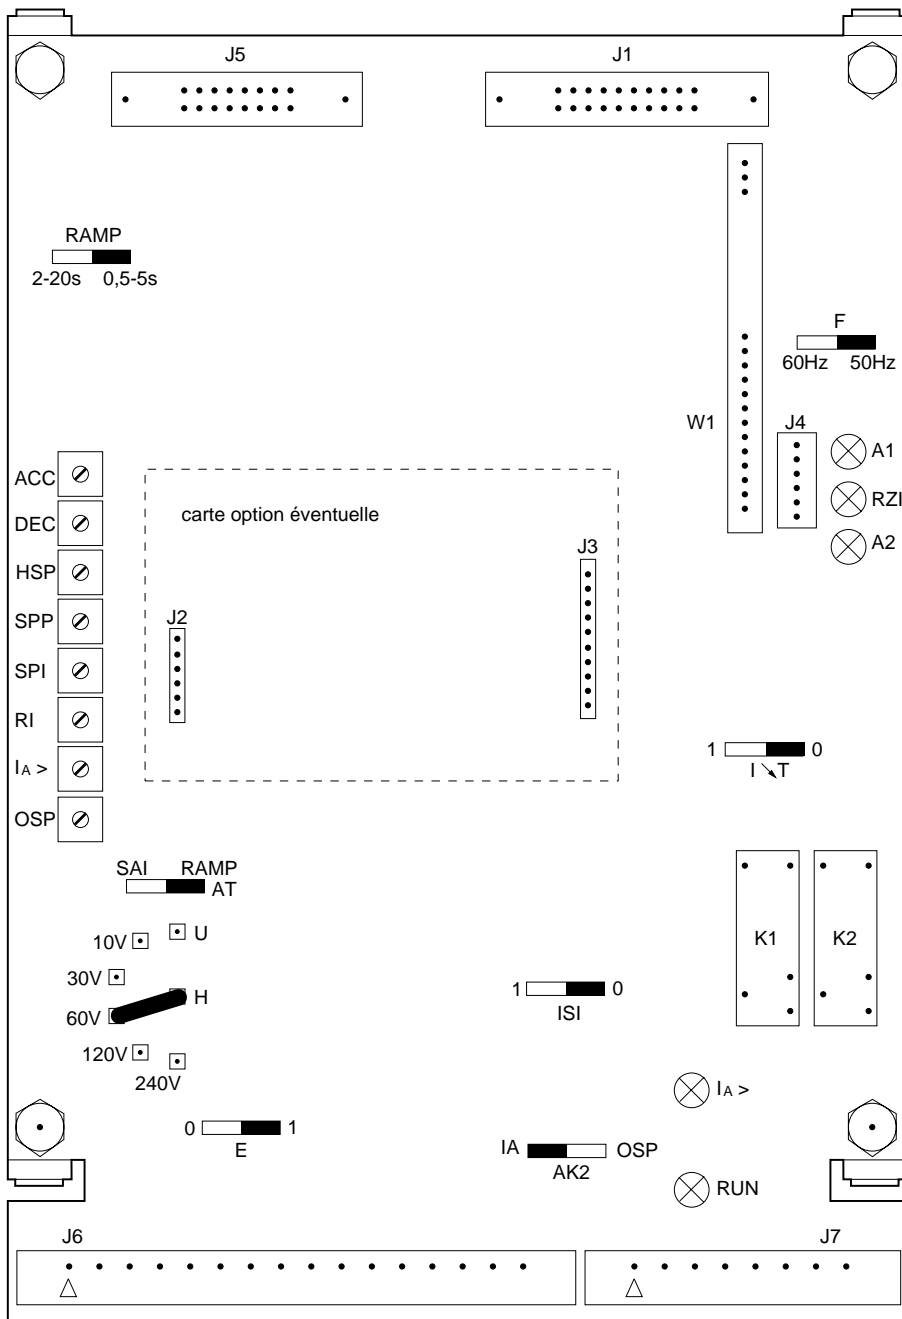 J5 J1
RAMP
2-20s 0,5-5s
F
60Hz 50Hz
W1 J4
A1
RZI
A2
ACC
DEC
HSP
SPP
SPI
RI
IA >
OSP
carte option éventuelle
J3
J2
1 0
I ↘ T
SAI RAMP
AT
10V U
30V
H
60V
120V
240V
K1 K2
1 0
ISI
IA >
0 1
E
IA OSP
AK2
RUN
J6 J7